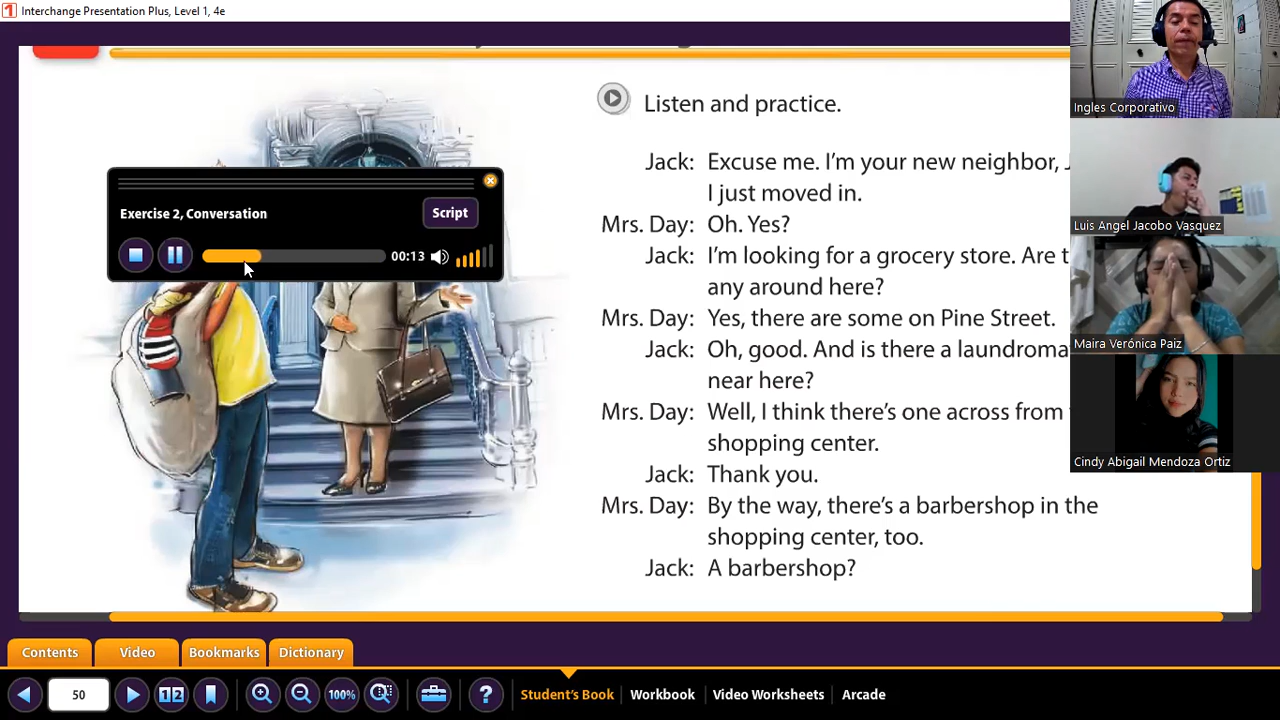 Interchange Presentation Plus, Level 1, 4e
Listen and practice.
Jack: Excuse me. I'm your new neighbor,
I just moved in.
Mrs. Day: Oh. Yes?
Jack: I'm looking for a grocery store. Are
any around here?
Mrs. Day: Yes, there are some on Pine Street.
Jack: Oh, good. And is there a
near here?
Mrs. Day: Well, I think there's one across from
shopping center.
Jack: Thank you.
Mrs. Day: By the way, there's a barbershop in the
shopping center, too.
Jack: A barbershop?
Exercise 2, Conversation
Script
00:13
Ingles Corporativo
Luis Angel Jacobo Vasquez
Maira Verónica Paiz
Cindy Abigail Mendoza Ortiz
Contents Video Bookmarks Dictionary
50 12 100% ? Student's Book Workbook Video Worksheets Arcade